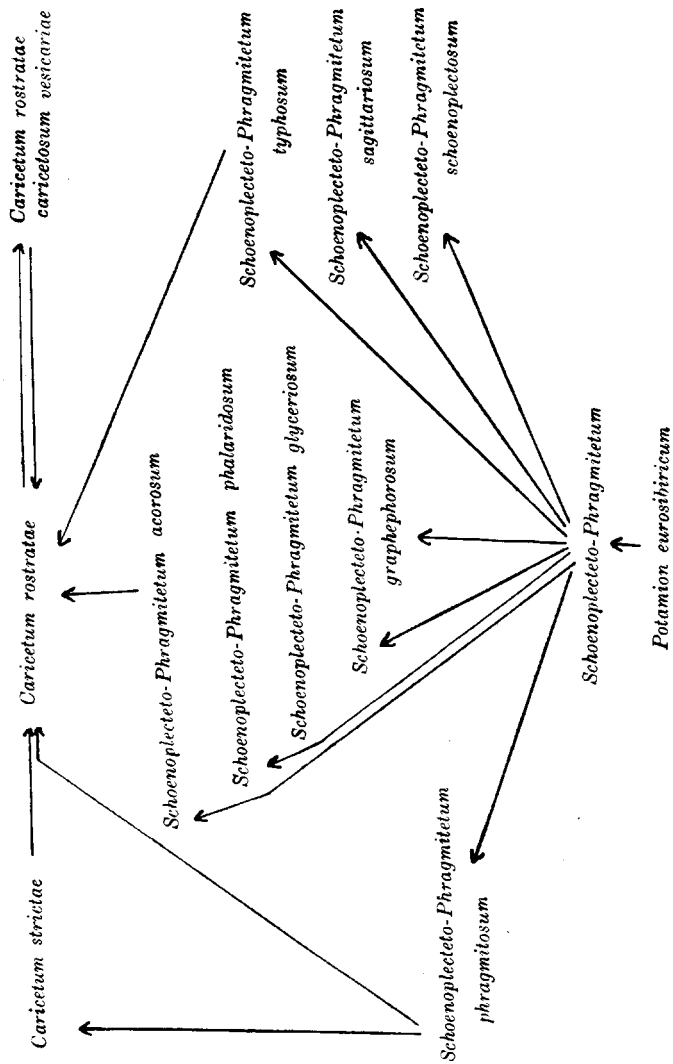 Caricetum strictae
Caricetum rostratae
Caricetum rostratae
caricetosum vesicariae
Schoenoplecteto-Phragmitetum acorosum
Schoenoplecteto-Phragmitetum phalaridosum
Schoenoplecteto-Phragmitetum glyceriosum
Schoenoplecteto-Phragmitetum
graphephorosum
Schoenoplecteto-Phragmitetum
typhosum
Schoenoplecteto-Phragmitetum
sagittariosum
Schoenoplecteto-Phragmitetum
schoenoplectosum
Schoenoplecteto-Phragmitetum
phragmitosum
Schoenoplecteto-Phragmitetum
Potamion eurosibiricum